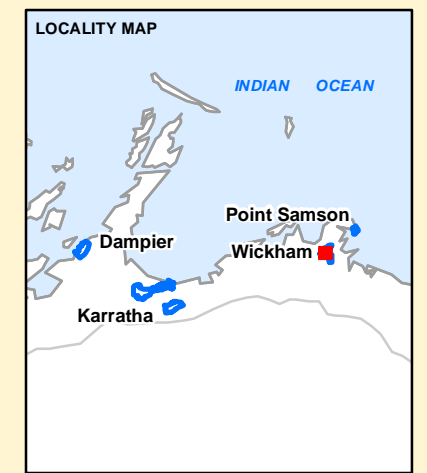 LOCALITY MAP
INDIAN OCEAN
Point Samson
Dampier
Wickham
Karratha